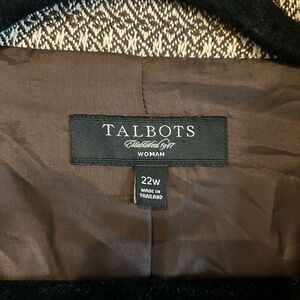 TALBOTS
Established 1947
WOMAN
22W
MADE IN
THAILAND